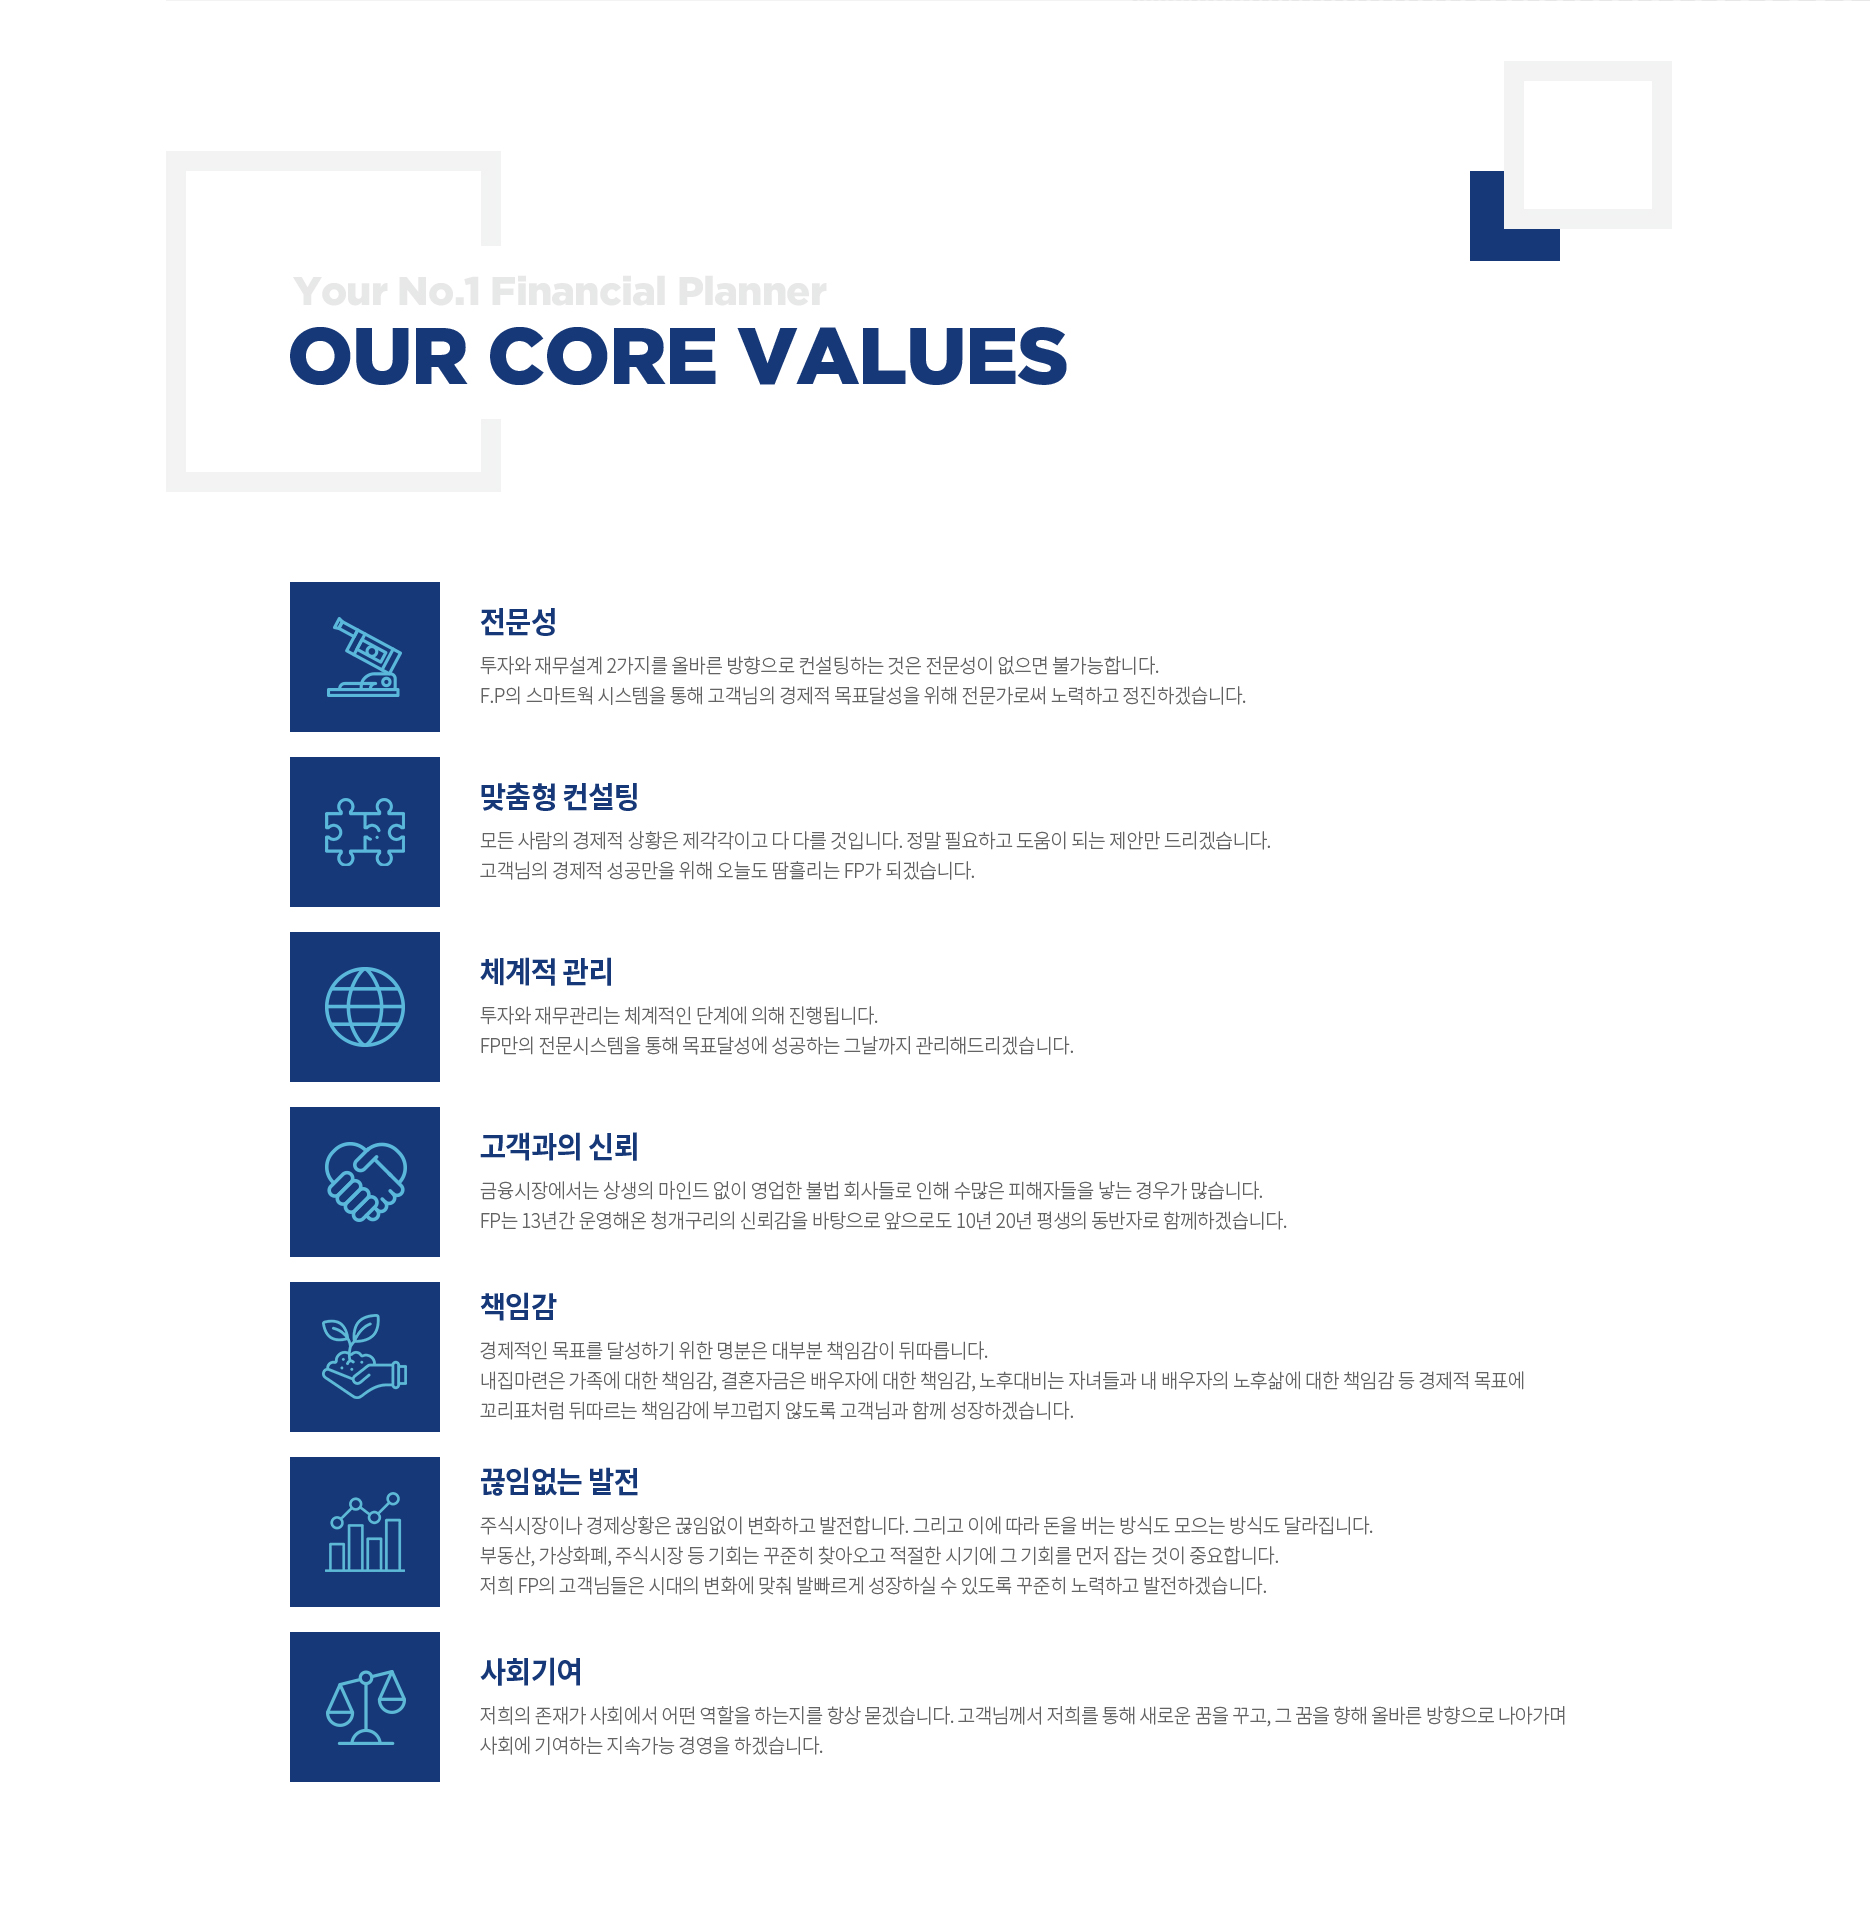 Your No.1 Financial Planner
OUR CORE VALUES
전문성
투자와 재무설계 2가지를 올바른 방향으로 컨설팅하는 것은 전문성이 없으면 불가능합니다.
F.P의 스마트웍 시스템을 통해 고객님의 경제적 목표달성을 위해 전문가로써 노력하고 정진하겠습니다.
맞춤형 컨설팅
모든 사람의 경제적 상황은 제각각이고 다 다를 것입니다. 정말 필요하고 도움이 되는 제안만 드리겠습니다.
고객님의 경제적 성공만을 위해 오늘도 땀흘리는 FP가 되겠습니다.
체계적 관리
투자와 재무관리는 체계적인 단계에 의해 진행됩니다.
FP만의 전문시스템을 통해 목표달성에 성공하는 그날까지 관리해드리겠습니다.
고객과의 신뢰
금융시장에서는 상생의 마인드 없이 영업한 불법 회사들로 인해 수많은 피해자들을 낳는 경우가 많습니다.
FP는 13년간 운영해온 청개구리의 신뢰감을 바탕으로 앞으로도 10년 20년 평생의 동반자로 함께하겠습니다.
책임감
경제적인 목표를 달성하기 위한 명분은 대부분 책임감이 뒤따릅니다.
내집마련은 가족에 대한 책임감, 결혼자금은 배우자에 대한 책임감, 노후대비는 자녀들과 내 배우자의 노후삶에 대한 책임감 등 경제적 목표에
꼬리표처럼 뒤따르는 책임감에 부끄럽지 않도록 고객님과 함께 성장하겠습니다.
끊임없는 발전
주식시장이나 경제상황은 끊임없이 변화하고 발전합니다. 그리고 이에 따라 돈을 버는 방식도 모으는 방식도 달라집니다.
부동산, 가상화폐, 주식시장 등 기회는 꾸준히 찾아오고 적절한 시기에 그 기회를 먼저 잡는 것이 중요합니다.
저희 FP의 고객님들은 시대의 변화에 맞춰 발빠르게 성장하실 수 있도록 꾸준히 노력하고 발전하겠습니다.
사회기여
저희의 존재가 사회에서 어떤 역할을 하는지를 항상 묻겠습니다. 고객님께서 저희를 통해 새로운 꿈을 꾸고, 그 꿈을 향해 올바른 방향으로 나아가며
사회에 기여하는 지속가능 경영을 하겠습니다.